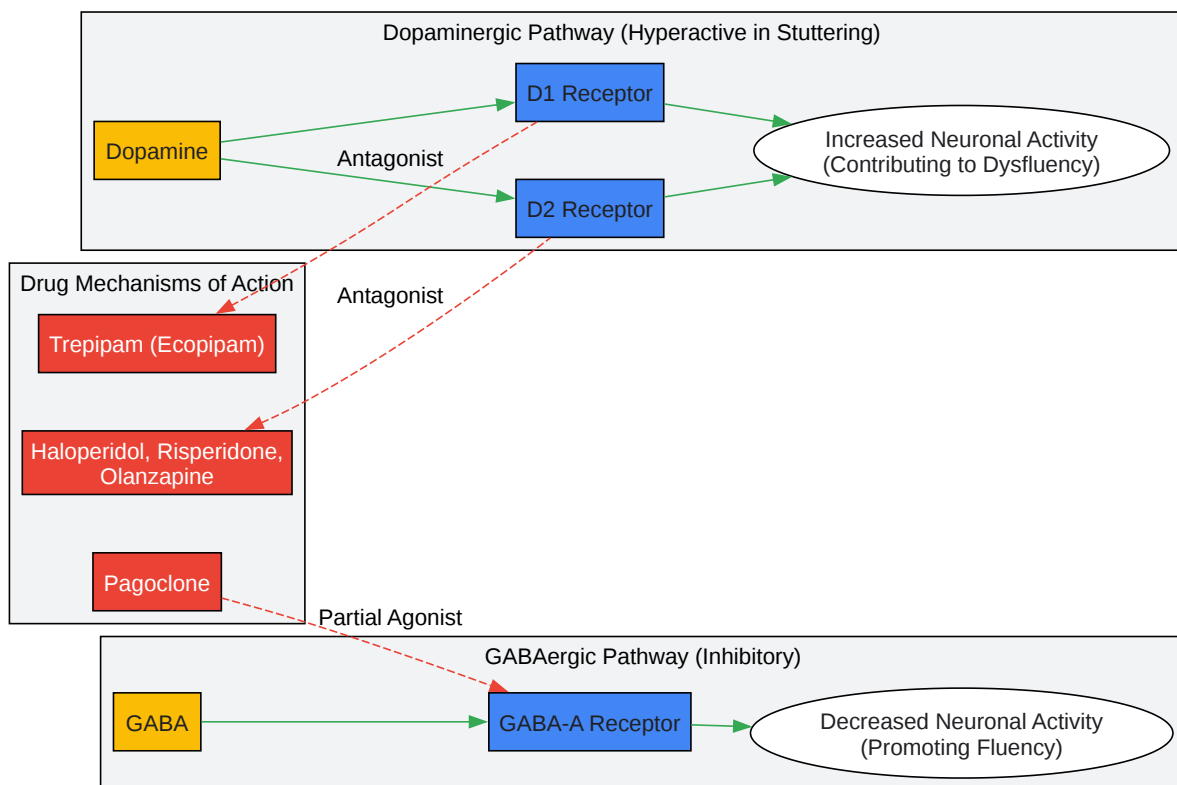 Dopaminergic Pathway (Hyperactive in Stuttering)
D1 Receptor
Dopamine
Antagonist
Increased Neuronal Activity
(Contributing to Dysfluency)
D2 Receptor
Drug Mechanisms of Action
Antagonist
Trepipam (Ecopipam)
Haloperidol, Risperidone,
Olanzapine
Pagoclone
Partial Agonist
GABAergic Pathway (Inhibitory)
GABA
GABA-A Receptor
Decreased Neuronal Activity
(Promoting Fluency)